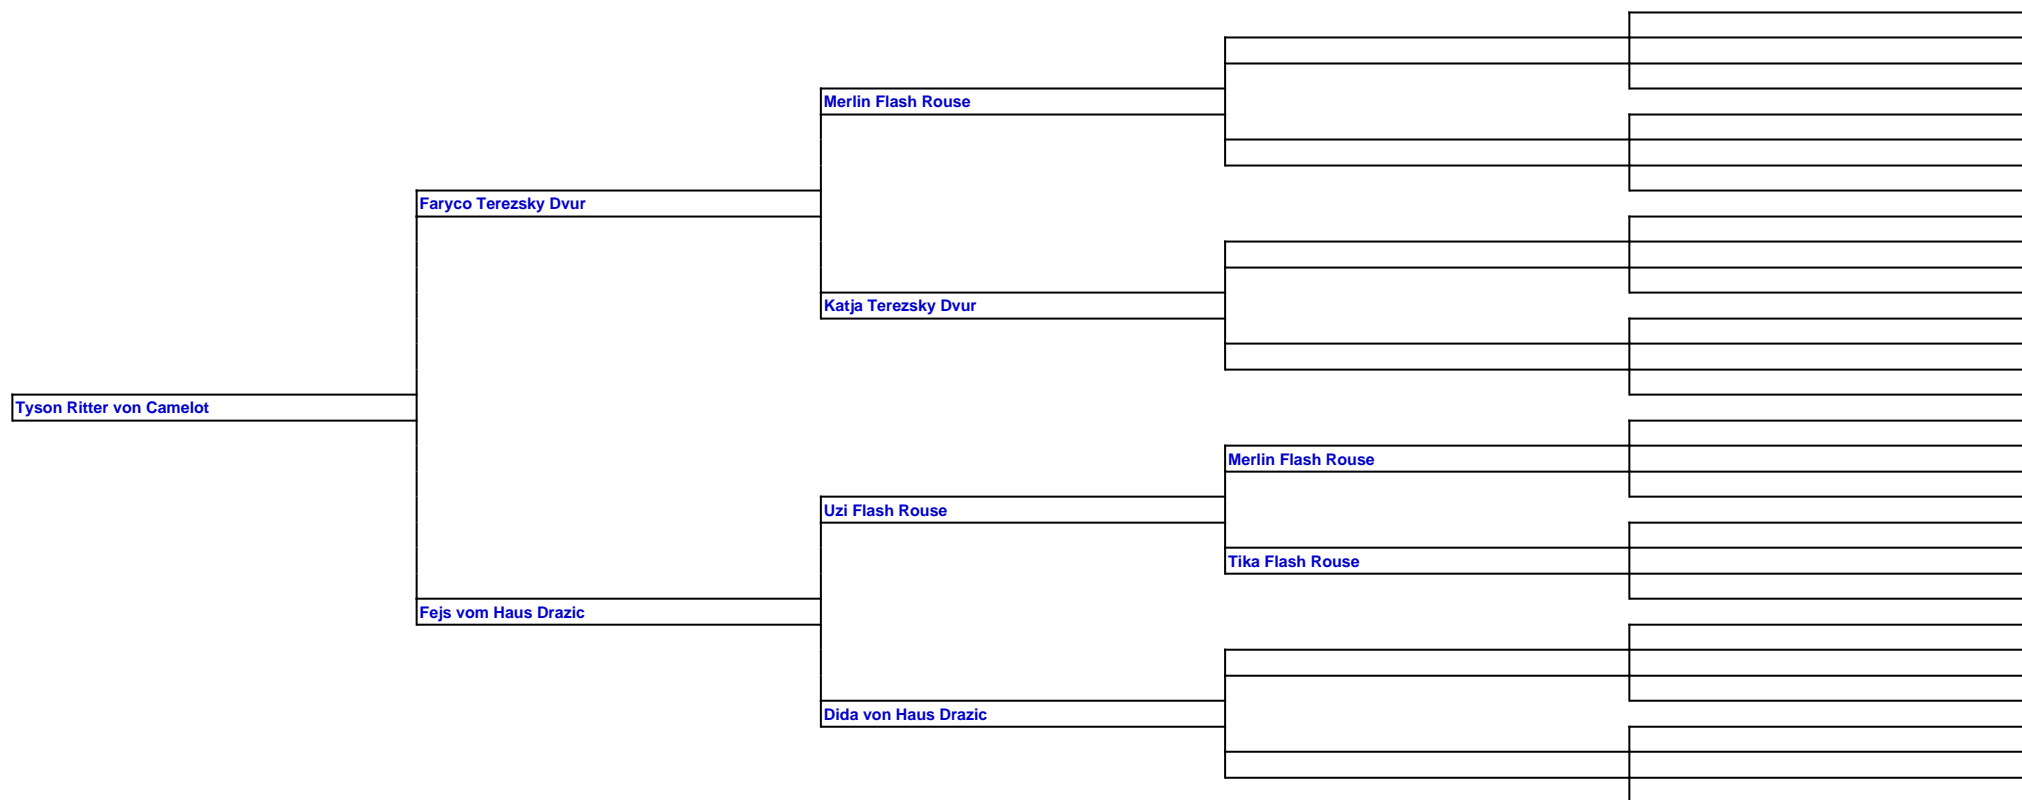 Merlin Flash Rouse
Faryco Terezsky Dvur
Katja Terezsky Dvur
Tyson Ritter von Camelot
Merlin Flash Rouse
Uzi Flash Rouse
Tika Flash Rouse
Fejs vom Haus Drazic
Dida von Haus Drazic